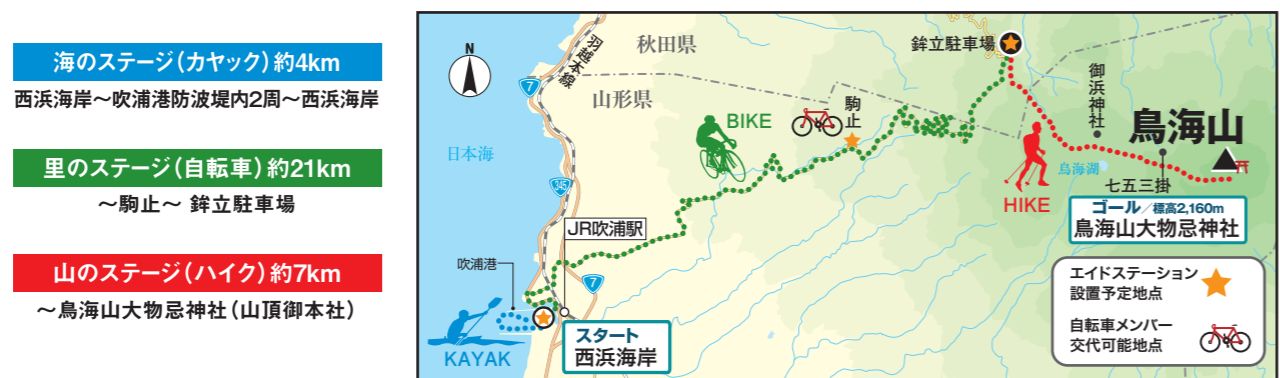 海のステージ（カヤック）約4km
西浜海岸～吹浦港防波堤内2周～西浜海岸
里のステージ（自転車）約21km
～駒止～ 鉾立駐車場
山のステージ（ハイク）約7km
～鳥海山大物忌神社（山頂御本社）
N
羽越本線
秋田県
山形県
7
日本海
345
BIKE
駒止
鉾立駐車場
御浜神社
鳥海山
鳥海湖
七五三掛
HIKE
ゴール／標高2,160m
鳥海山大物忌神社
JR吹浦駅
吹浦港
7
KAYAK
スタート
西浜海岸
エイドステーション
設置予定地点
自転車メンバー
交代可能地点